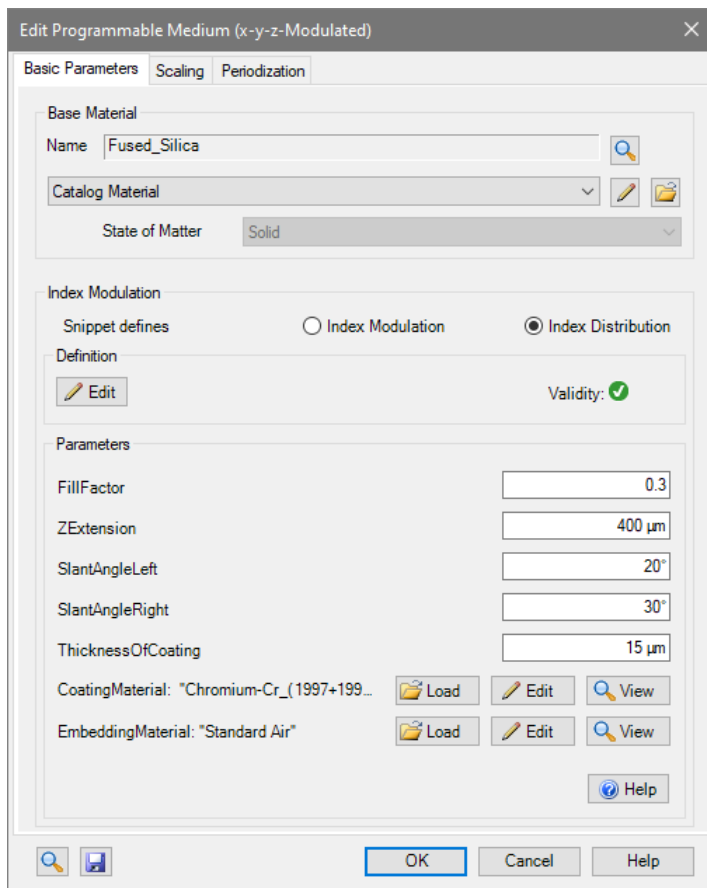 Edit Programmable Medium (x-y-z-Modulated)
Basic Parameters Scaling Periodization
Base Material
Name Fused_Silica
Catalog Material
State of Matter Solid
Index Modulation
Snippet defines Index Modulation Index Distribution
Definition
Edit Validity:
Parameters
FillFactor 0.3
ZExtension 400 µm
SlantAngleLeft 20°
SlantAngleRight 30°
ThicknessOfCoating 15 µm
CoatingMaterial: "Chromium-Cr_(1997+199... Load Edit View
EmbeddingMaterial: "Standard Air" Load Edit View
Help
OK Cancel Help